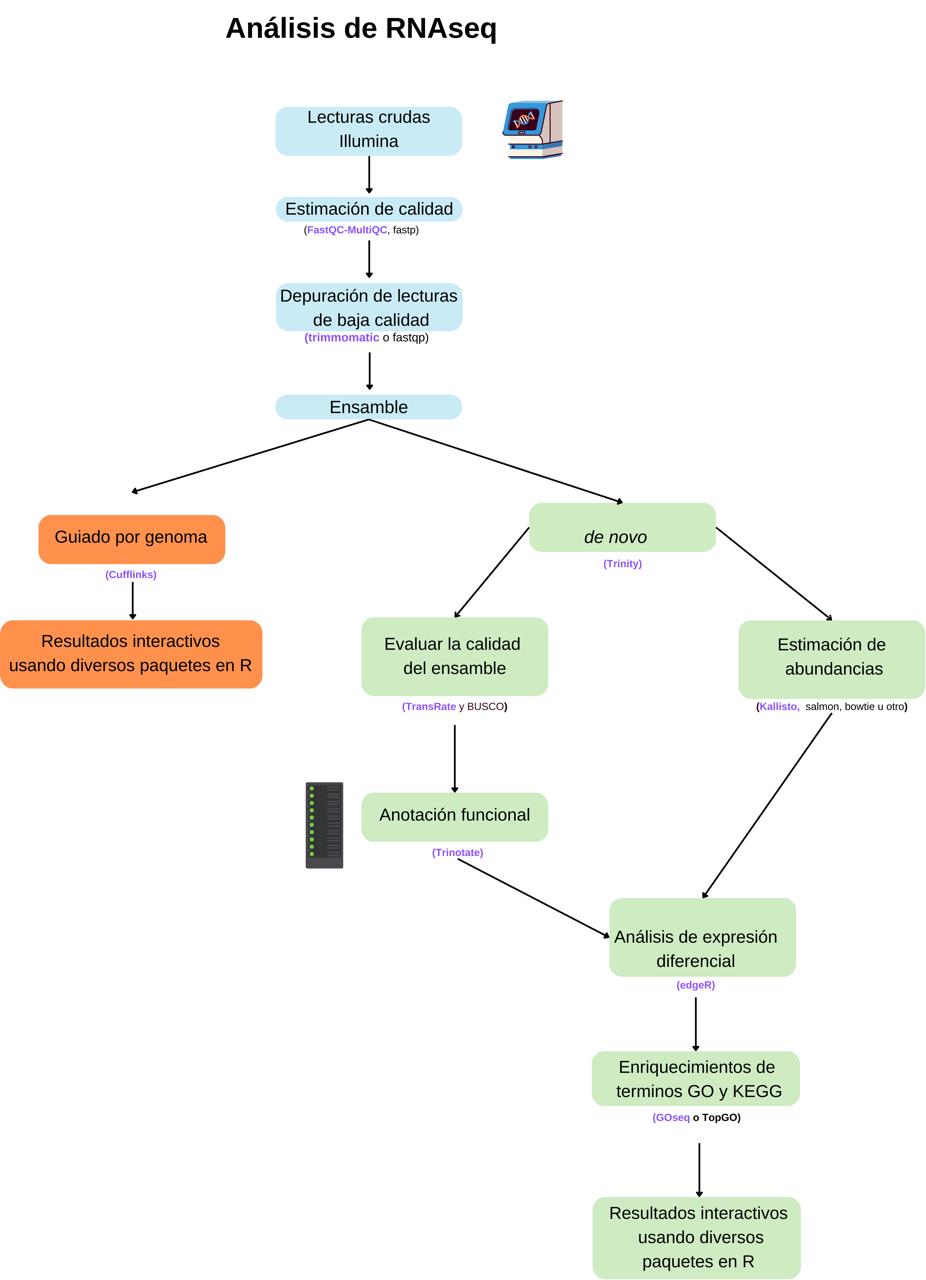 Análisis de RNAseq
Lecturas crudas
Illumina
Estimación de calidad
(FastQC-MultiQC, fastp)
Depuración de lecturas
de baja calidad
(trimmomatic o fastqp)
Ensamble
Guiado por genoma
(Cufflinks)
Resultados interactivos
usando diversos paquetes en R
de novo
(Trinity)
Evaluar la calidad
del ensamble
(TransRate y BUSCO)
Estimación de
abundancias
(Kallisto, salmon, bowtie u otro)
Anotación funcional
(Trinotate)
Análisis de expresión
diferencial
(edgeR)
Enriquecimientos de
terminos GO y KEGG
(GOseq o TopGO)
Resultados interactivos
usando diversos
paquetes en R